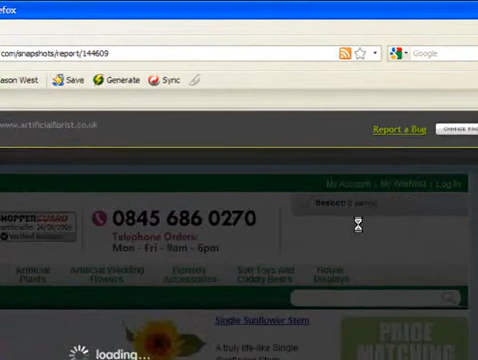 efox
com/snapshots/report/144609
Google
ason West Save Generate Sync
www.artificialflorist.co.uk
Report a Bug
My Account | My Wishlist | Log In
Basket:
0845 686 0270
Telephone Orders:
Mon - Fri - 9am - 6pm
Artificial Plants
Artificial Wedding Flowers
Floristry Accessories
Soft Toys And Cuddly Bears
Flower Displays
Single Sunflower Stem
A truly life-like Single
PRICE
MATCHING
loading...